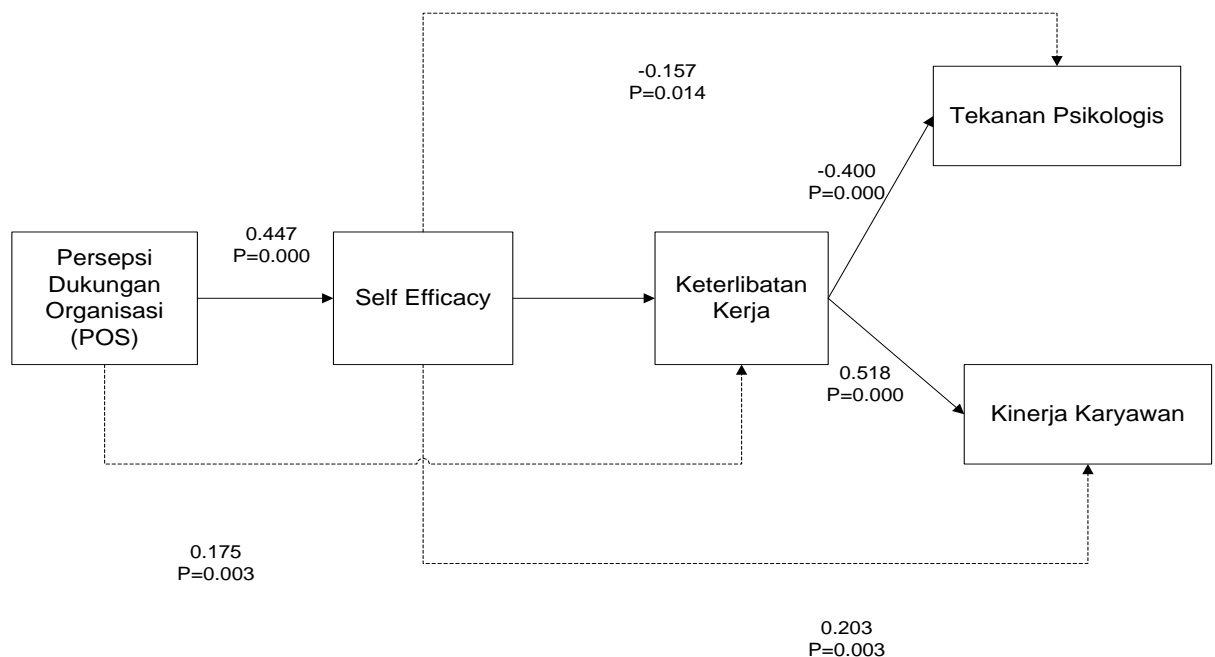 -0.157
P=0.014
Tekanan Psikologis
-0.400
P=0.000
0.447
P=0.000
Persepsi
Dukungan
Organisasi
(POS)
Self Efficacy
Keterlibatan
Kerja
0.518
P=0.000
Kinerja Karyawan
0.175
P=0.003
0.203
P=0.003